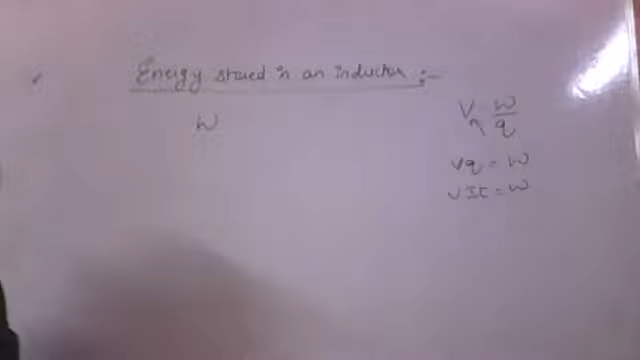 Energy stored in an inductor :-
W
V = W/q
Vq = W
VIt = W